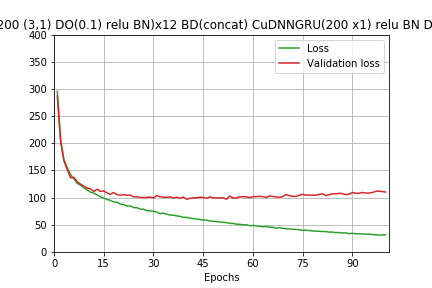 200 (3,1) DO(0.1) relu BN)x12 BD(concat) CuDNNGRU(200 x1) relu BN D
Loss
Validation loss
400
350
300
250
200
150
100
50
0
0 15 30 45 60 75 90
Epochs